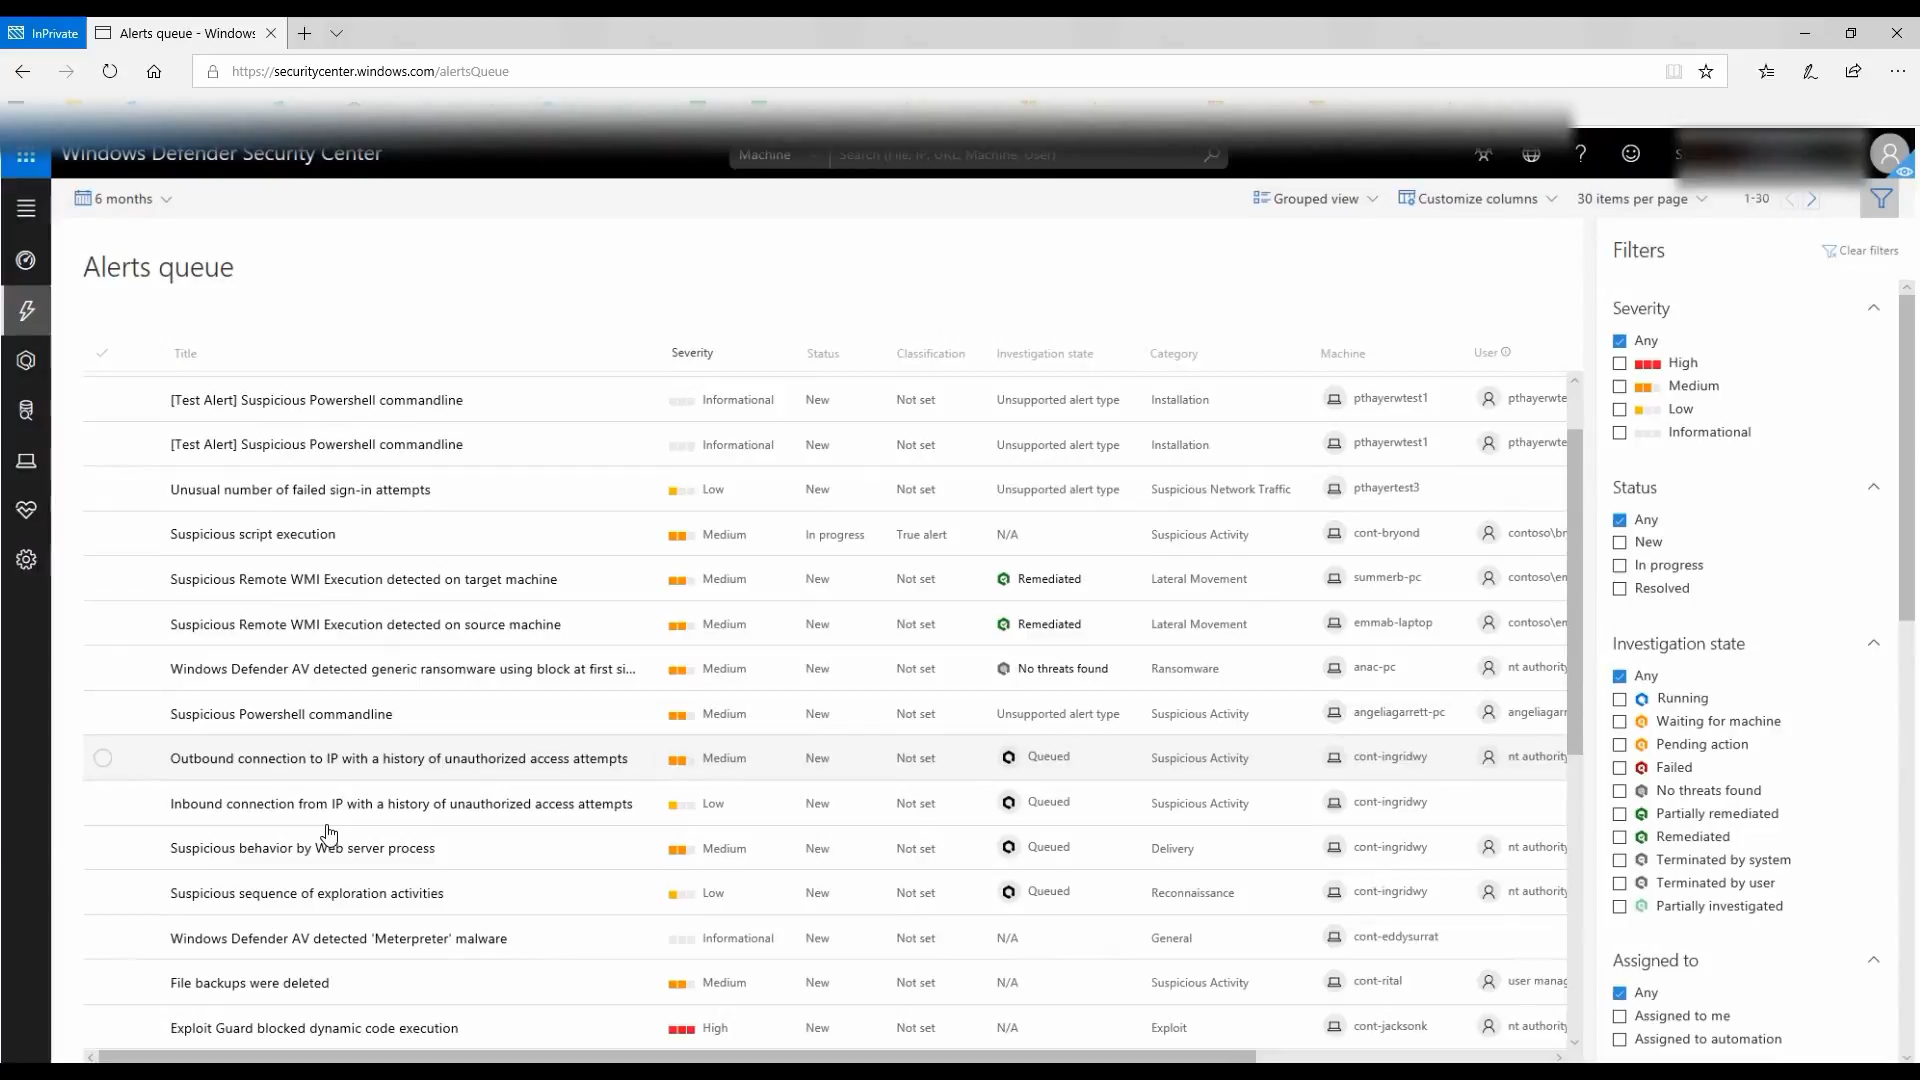 InPrivate
Alerts queue - Windows
https://securitycenter.windows.com/alertsQueue
Windows Defender Security Center
Machine
Search (File, IP, URL, Machine, User)
6 months
Grouped view
Customize columns
30 items per page
1-30
Alerts queue
Title Severity Status Classification Investigation state Category Machine User
[Test Alert] Suspicious Powershell commandline Informational New Not set Unsupported alert type Installation pthayerwtest1 pthayerwte
[Test Alert] Suspicious Powershell commandline Informational New Not set Unsupported alert type Installation pthayerwtest1 pthayerwte
Unusual number of failed sign-in attempts Low New Not set Unsupported alert type Suspicious Network Traffic pthayertest3
Suspicious script execution Medium In progress True alert N/A Suspicious Activity cont-bryond contoso\br
Suspicious Remote WMI Execution detected on target machine Medium New Not set Remediated Lateral Movement summerb-pc contoso\en
Suspicious Remote WMI Execution detected on source machine Medium New Not set Remediated Lateral Movement emmab-laptop contoso\en
Windows Defender AV detected generic ransomware using block at first si... Medium New Not set No threats found Ransomware anac-pc nt authority
Suspicious Powershell commandline Medium New Not set Unsupported alert type Suspicious Activity angeliagarrett-pc angeliagarr
Outbound connection to IP with a history of unauthorized access attempts Medium New Not set Queued Suspicious Activity cont-ingridwy nt authority
Inbound connection from IP with a history of unauthorized access attempts Low New Not set Queued Suspicious Activity cont-ingridwy
Suspicious behavior by Web server process Medium New Not set Queued Delivery cont-ingridwy nt authority
Suspicious sequence of exploration activities Low New Not set Queued Reconnaissance cont-ingridwy nt authority
Windows Defender AV detected 'Meterpreter' malware Informational New Not set N/A General cont-eddysurrat
File backups were deleted Medium New Not set N/A Suspicious Activity cont-rital user manag
Exploit Guard blocked dynamic code execution High New Not set N/A Exploit cont-jacksonk nt authority
Filters
Clear filters
Severity
Any
High
Medium
Low
Informational
Status
Any
New
In progress
Resolved
Investigation state
Any
Running
Waiting for machine
Pending action
Failed
No threats found
Partially remediated
Remediated
Terminated by system
Terminated by user
Partially investigated
Assigned to
Any
Assigned to me
Assigned to automation